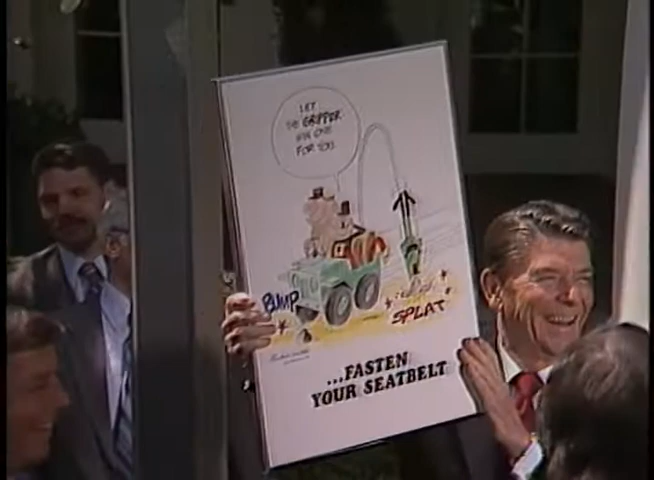 LET
THE GRIPPER
WIN ONE
FOR YOU.
BUMP
SPLAT
...FASTEN
YOUR SEATBELT